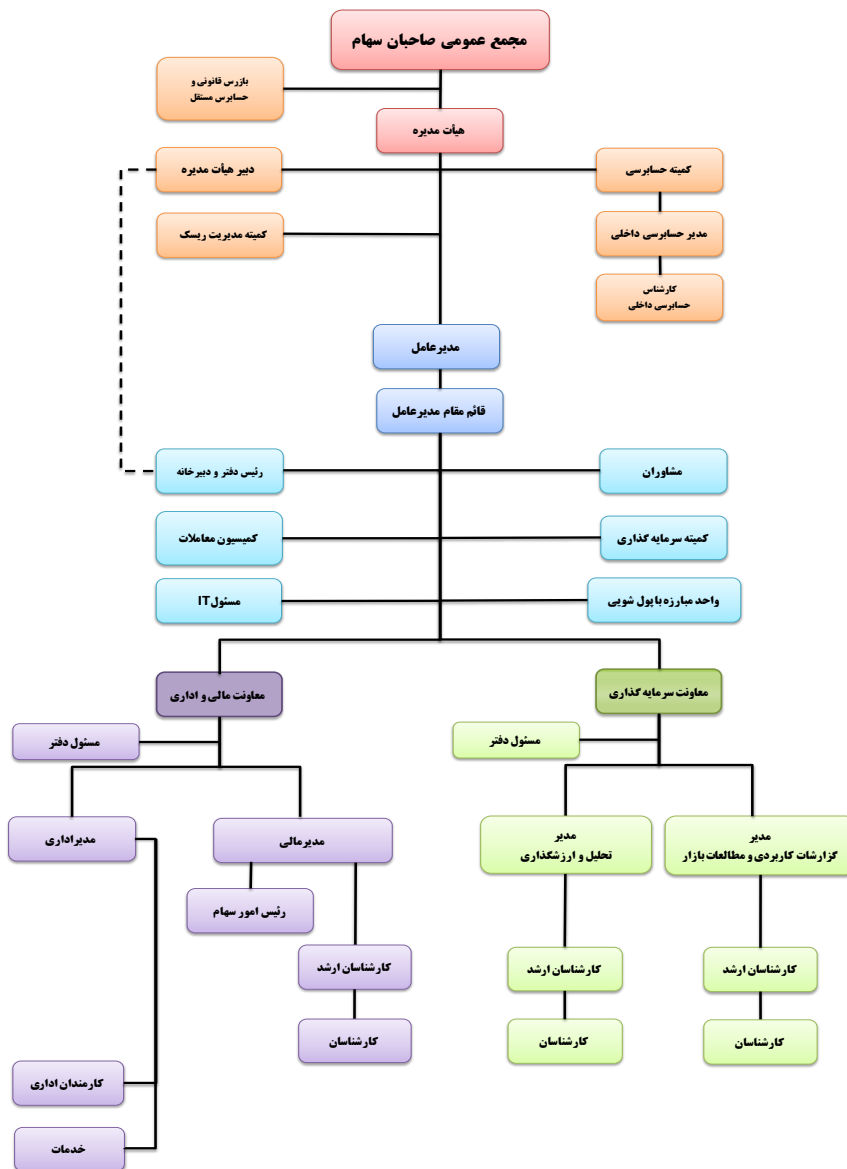 مجمع عمومی صاحبان سهام
بازرس قانونی و
حسابرس مستقل
هیأت مدیره
کمیته حسابرسی
دبیر هیأت مدیره
مدیر حسابرسی داخلی
کمیته مدیریت ریسک
کارشناس
حسابرسی داخلی
مدیرعامل
قائم مقام مدیرعامل
مشاوران
رئیس دفتر و دبیرخانه
کمیته سرمایه گذاری
کمیسیون معاملات
واحد مبارزه با پول شویی
مسئول IT
معاونت سرمایه گذاری
معاونت مالی و اداری
مسئول دفتر
مسئول دفتر
مدیر
گزارشات کاربردی و مطالعات بازار
مدیر
تحلیل و ارزشگذاری
مدیرمالی
مدیراداری
رئیس امور سهام
کارشناسان ارشد
کارشناسان ارشد
کارشناسان ارشد
کارشناسان
کارشناسان
کارشناسان
کارمندان اداری
خدمات